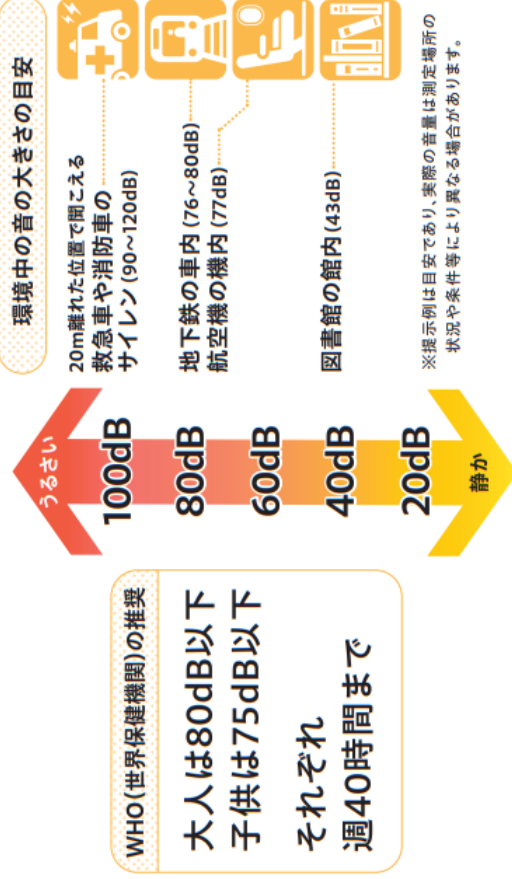 WHO(世界保健機関)の推奨
大人は80dB以下
子供は75dB以下
それぞれ
週40時間まで
うるさい
100dB
80dB
60dB
40dB
20dB
静か
環境中の音の大きさの目安
20m離れた位置で聞こえる
救急車や消防車の
サイレン(90〜120dB)
地下鉄の車内(76〜80dB)
航空機の機内(77dB)
図書館の館内(43dB)
※提示例は目安であり、実際の音量は測定場所の
状況や条件等により異なる場合があります。